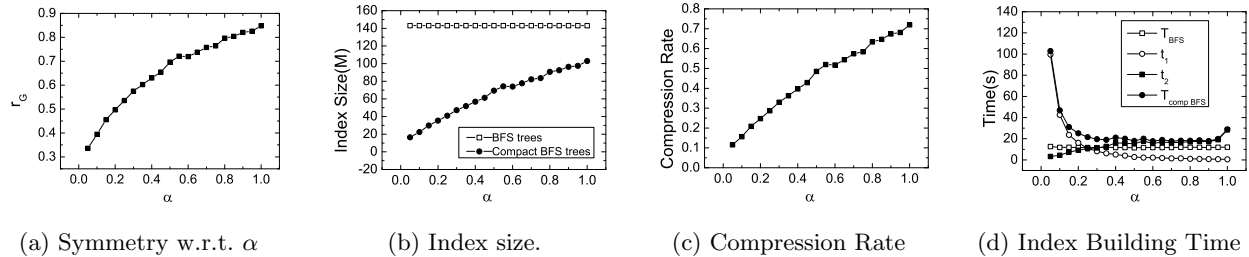 0.9
0.8
0.7
0.6
0.5
0.4
0.3
r_G
0.0 0.2 0.4 0.6 0.8 1.0
α
(a) Symmetry w.r.t. α
160
140
120
100
80
60
40
20
0
-20
Index Size(M)
BFS trees
Compact BFS trees
0.0 0.2 0.4 0.6 0.8 1.0
α
(b) Index size.
0.8
0.7
0.6
0.5
0.4
0.3
0.2
0.1
0.0
Compression Rate
0.0 0.2 0.4 0.6 0.8 1.0
α
(c) Compression Rate
140
120
100
80
60
40
20
0
Time(s)
T_BFS
t_1
t_2
T_comp BFS
0.0 0.2 0.4 0.6 0.8 1.0
α
(d) Index Building Time